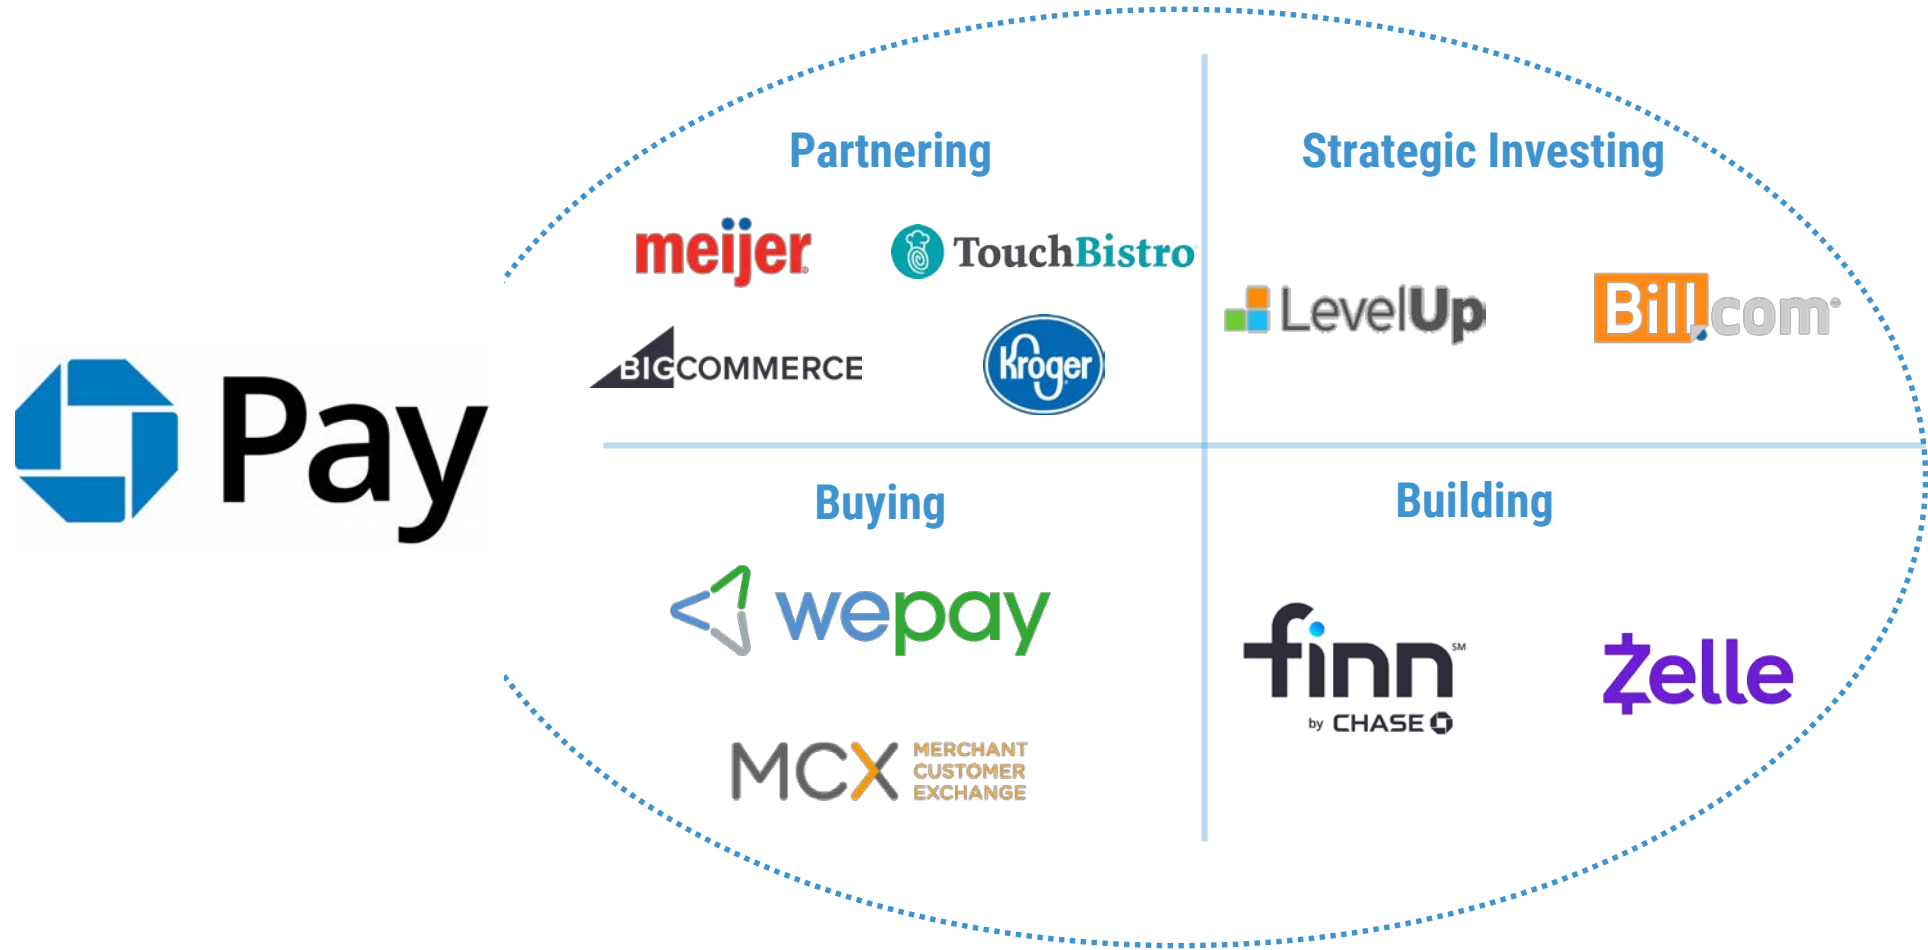 Pay
Partnering
meijer
TouchBistro
BIGCOMMERCE
Kroger
Strategic Investing
LevelUp
Bill.com
Buying
wepay
MCX MERCHANT
CUSTOMER
EXCHANGE
Building
finn SM
by CHASE
Zelle